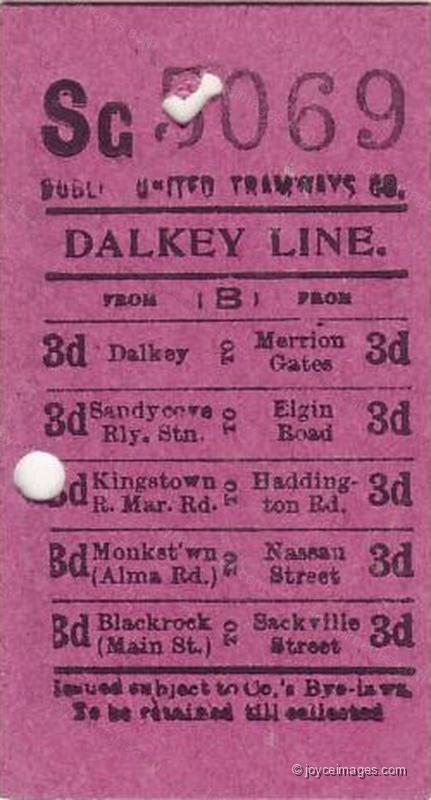 Sc 5069
DUBLIN UNITED TRAMWAYS CO.
DALKEY LINE.
FROM (B) FROM
3d Dalkey TO Merrion Gates 3d
3d Sandycove Rly. Stn. TO Elgin Road 3d
3d Kingstown R. Mar. Rd. TO Hadding-ton Rd. 3d
3d Monkst'wn (Alma Rd.) TO Nassau Street 3d
3d Blackrock (Main St.) TO Sackville Street 3d
Issued subject to Co.'s Bye-laws.
To be retained till collected
© joyceimages.com